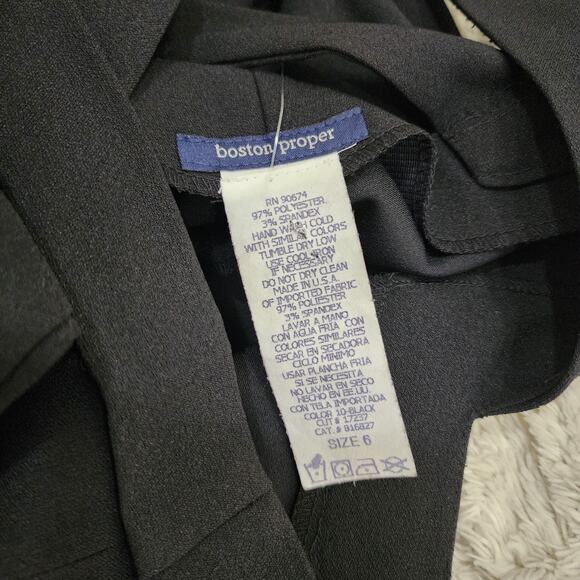 boston proper
RN 90674
97% POLYESTER
3% SPANDEX
HAND WASH COLD
WITH SIMILAR COLORS
TUMBLE DRY LOW
USE COOL IRON
IF NECESSARY
DO NOT DRY CLEAN
MADE IN U.S.A.
OF IMPORTED FABRIC
97% POLIESTER
3% SPANDEX
LAVAR A MANO
CON AGUA FRIA CON
COLORES SIMILARES
SECAR EN SECADORA
CICLO MINIMO
USAR PLANCHA FRIA
SI SE NECESITA
NO LAVAR EN SECO
HECHO EN EE.UU.
CON TELA IMPORTADA
COLOR 10-BLACK
CUT# 17237
CAT. # 816827
SIZE 6